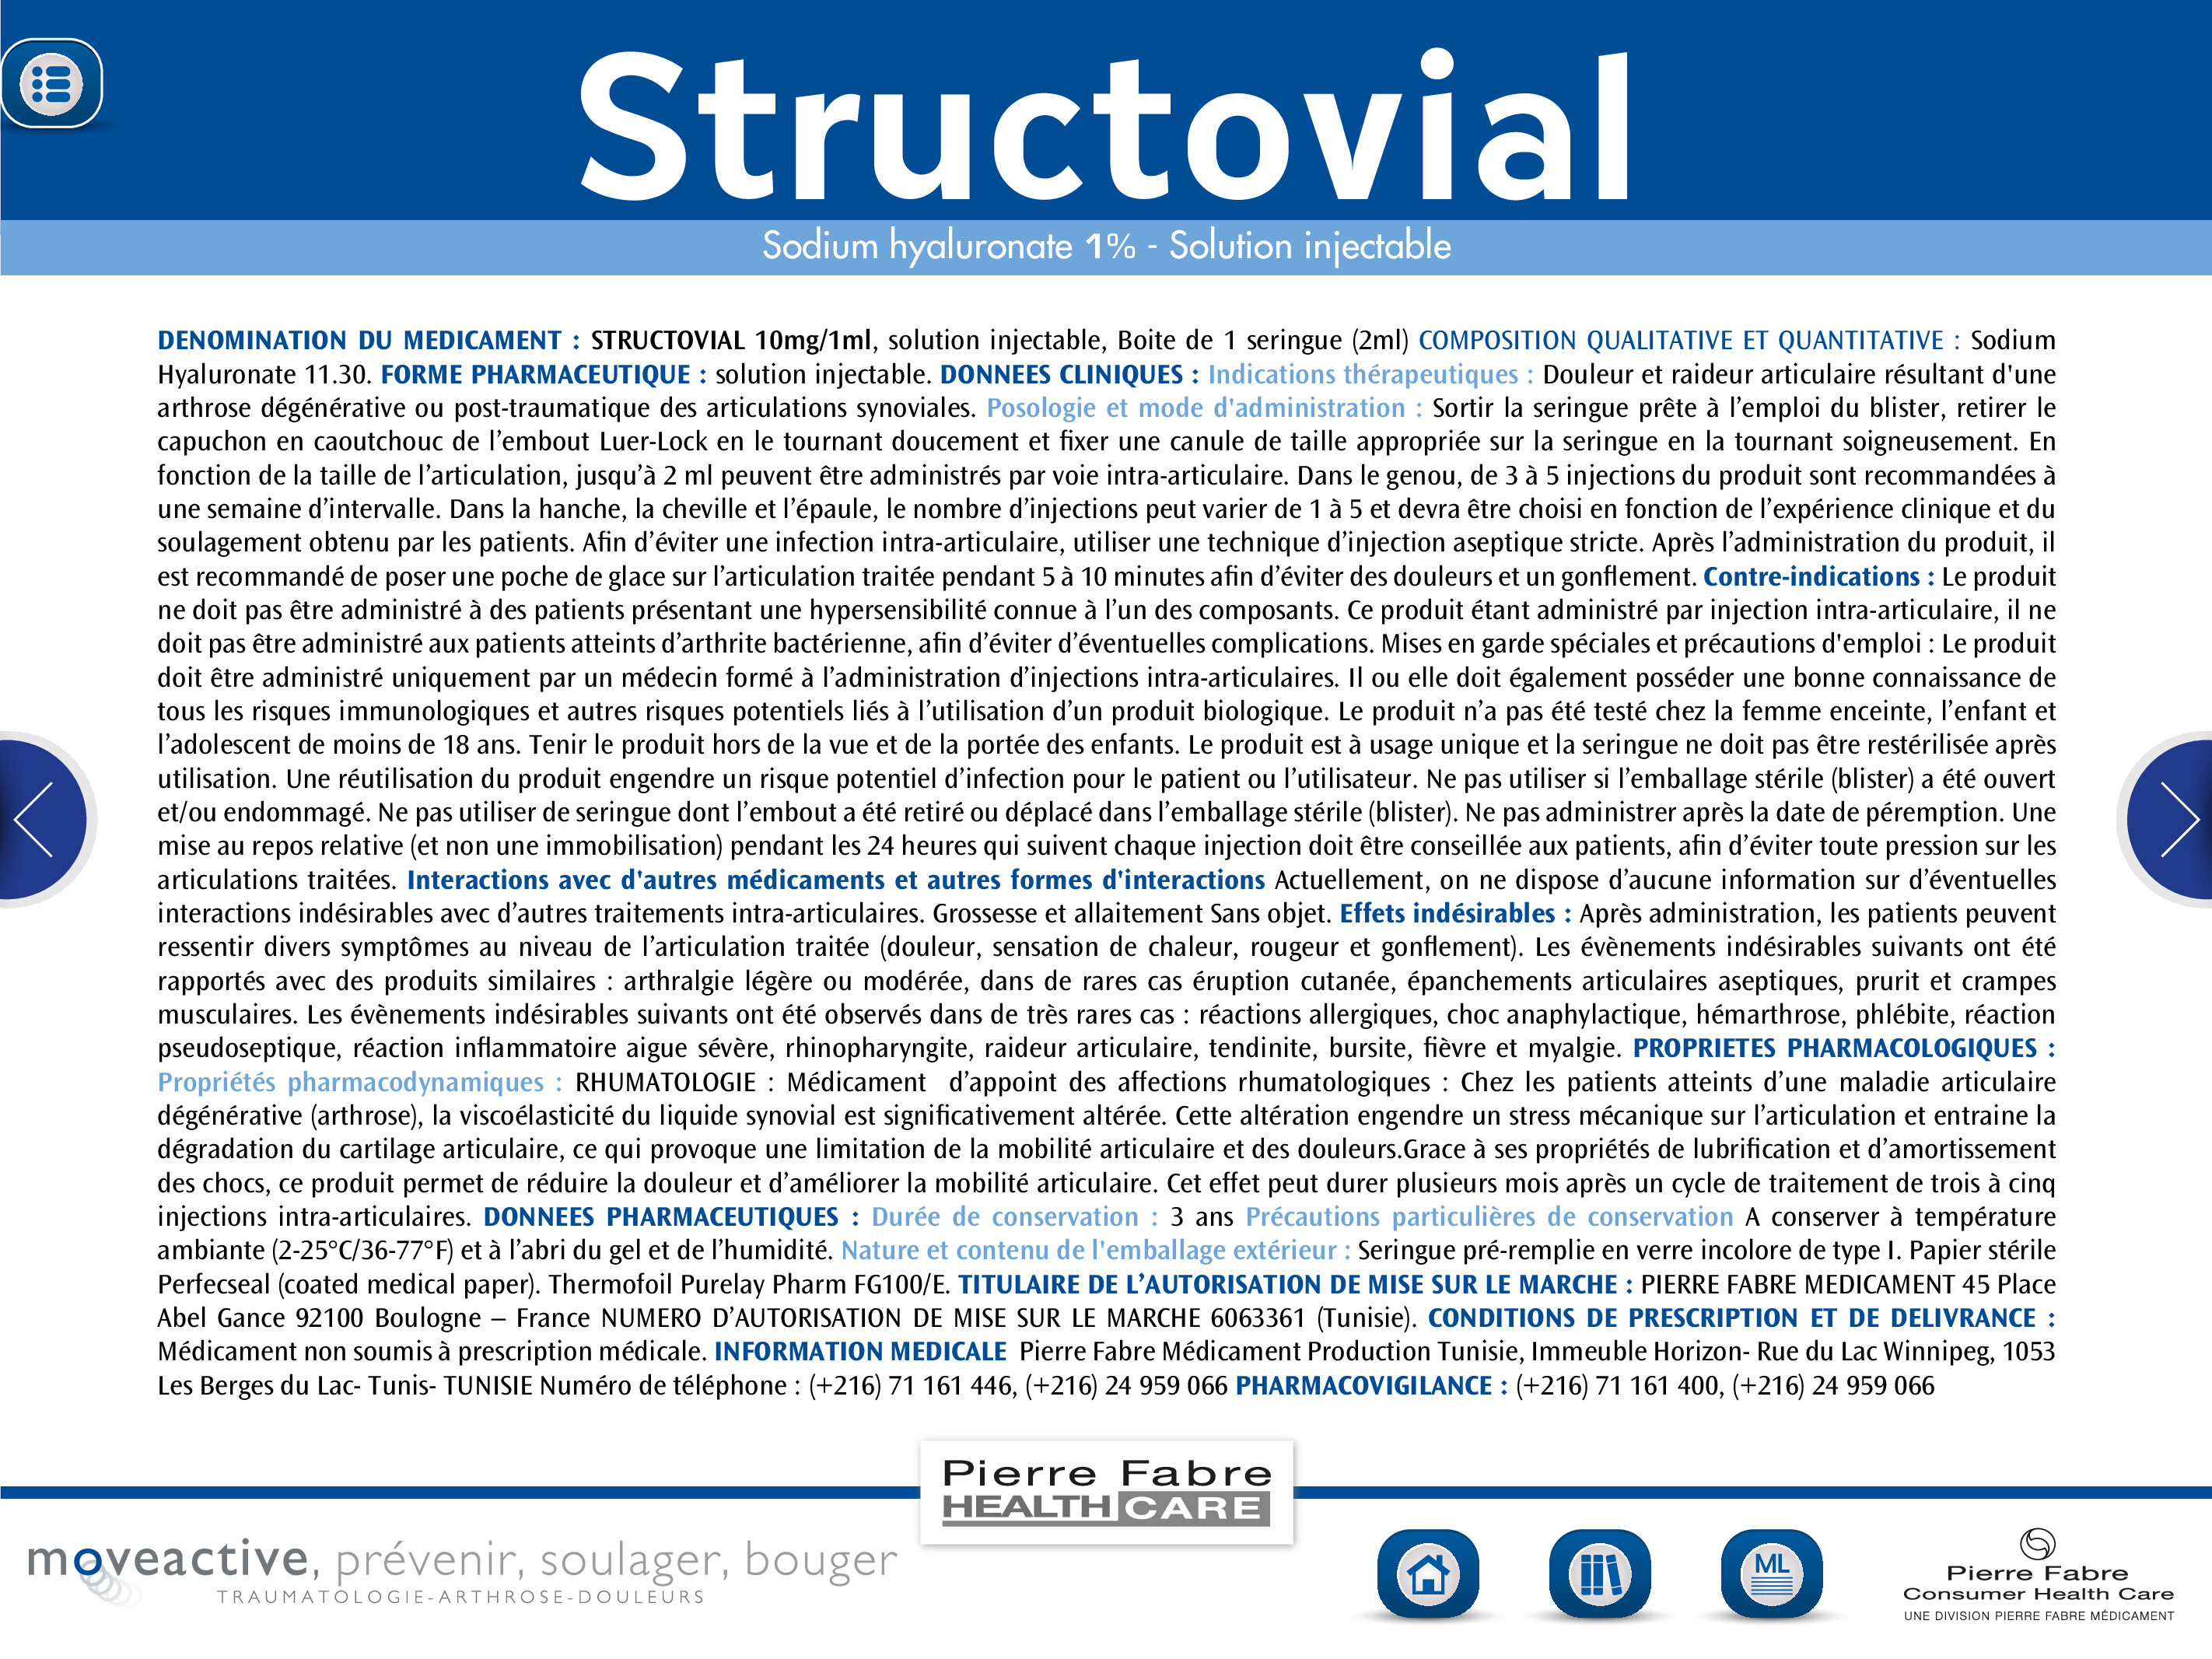 Structovial
Sodium hyaluronate 1% - Solution injectable
DENOMINATION DU MEDICAMENT : STRUCTOVIAL 10mg/1ml, solution injectable, Boite de 1 seringue (2ml) COMPOSITION QUALITATIVE ET QUANTITATIVE : Sodium
Hyaluronate 11.30. FORME PHARMACEUTIQUE : solution injectable. DONNEES CLINIQUES : Indications thérapeutiques : Douleur et raideur articulaire résultant d'une
arthrose dégénérative ou post-traumatique des articulations synoviales. Posologie et mode d'administration : Sortir la seringue prête à l’emploi du blister, retirer le
capuchon en caoutchouc de l’embout Luer-Lock en le tournant doucement et fixer une canule de taille appropriée sur la seringue en la tournant soigneusement. En
fonction de la taille de l’articulation, jusqu’à 2 ml peuvent être administrés par voie intra-articulaire. Dans le genou, de 3 à 5 injections du produit sont recommandées à
une semaine d’intervalle. Dans la hanche, la cheville et l’épaule, le nombre d’injections peut varier de 1 à 5 et devra être choisi en fonction de l’expérience clinique et du
soulagement obtenu par les patients. Afin d’éviter une infection intra-articulaire, utiliser une technique d’injection aseptique stricte. Après l’administration du produit, il
est recommandé de poser une poche de glace sur l’articulation traitée pendant 5 à 10 minutes afin d’éviter des douleurs et un gonflement. Contre-indications : Le produit
ne doit pas être administré à des patients présentant une hypersensibilité connue à l’un des composants. Ce produit étant administré par injection intra-articulaire, il ne
doit pas être administré aux patients atteints d’arthrite bactérienne, afin d’éviter d’éventuelles complications. Mises en garde spéciales et précautions d'emploi : Le produit
doit être administré uniquement par un médecin formé à l’administration d’injections intra-articulaires. Il ou elle doit également posséder une bonne connaissance de
tous les risques immunologiques et autres risques potentiels liés à l’utilisation d’un produit biologique. Le produit n’a pas été testé chez la femme enceinte, l’enfant et
l’adolescent de moins de 18 ans. Tenir le produit hors de la vue et de la portée des enfants. Le produit est à usage unique et la seringue ne doit pas être restérilisée après
utilisation. Une réutilisation du produit engendre un risque potentiel d’infection pour le patient ou l’utilisateur. Ne pas utiliser si l’emballage stérile (blister) a été ouvert
et/ou endommagé. Ne pas utiliser de seringue dont l’embout a été retiré ou déplacé dans l’emballage stérile (blister). Ne pas administrer après la date de péremption. Une
mise au repos relative (et non une immobilisation) pendant les 24 heures qui suivent chaque injection doit être conseillée aux patients, afin d’éviter toute pression sur les
articulations traitées. Interactions avec d'autres médicaments et autres formes d'interactions Actuellement, on ne dispose d’aucune information sur d’éventuelles
interactions indésirables avec d’autres traitements intra-articulaires. Grossesse et allaitement Sans objet. Effets indésirables : Après administration, les patients peuvent
ressentir divers symptômes au niveau de l’articulation traitée (douleur, sensation de chaleur, rougeur et gonflement). Les évènements indésirables suivants ont été
rapportés avec des produits similaires : arthralgie légère ou modérée, dans de rares cas éruption cutanée, épanchements articulaires aseptiques, prurit et crampes
musculaires. Les évènements indésirables suivants ont été observés dans de très rares cas : réactions allergiques, choc anaphylactique, hémarthrose, phlébite, réaction
pseudoseptique, réaction inflammatoire aigue sévère, rhinopharyngite, raideur articulaire, tendinite, bursite, fièvre et myalgie. PROPRIETES PHARMACOLOGIQUES :
Propriétés pharmacodynamiques : RHUMATOLOGIE : Médicament d’appoint des affections rhumatologiques : Chez les patients atteints d’une maladie articulaire
dégénérative (arthrose), la viscoélasticité du liquide synovial est significativement altérée. Cette altération engendre un stress mécanique sur l’articulation et entraine la
dégradation du cartilage articulaire, ce qui provoque une limitation de la mobilité articulaire et des douleurs.Grace à ses propriétés de lubrification et d’amortissement
des chocs, ce produit permet de réduire la douleur et d’améliorer la mobilité articulaire. Cet effet peut durer plusieurs mois après un cycle de traitement de trois à cinq
injections intra-articulaires. DONNEES PHARMACEUTIQUES : Durée de conservation : 3 ans Précautions particulières de conservation A conserver à température
ambiante (2-25°C/36-77°F) et à l’abri du gel et de l’humidité. Nature et contenu de l'emballage extérieur : Seringue pré-remplie en verre incolore de type I. Papier stérile
Perfecseal (coated medical paper). Thermofoil Purelay Pharm FG100/E. TITULAIRE DE L’AUTORISATION DE MISE SUR LE MARCHE : PIERRE FABRE MEDICAMENT 45 Place
Abel Gance 92100 Boulogne – France NUMERO D’AUTORISATION DE MISE SUR LE MARCHE 6063361 (Tunisie). CONDITIONS DE PRESCRIPTION ET DE DELIVRANCE :
Médicament non soumis à prescription médicale. INFORMATION MEDICALE Pierre Fabre Médicament Production Tunisie, Immeuble Horizon- Rue du Lac Winnipeg, 1053
Les Berges du Lac- Tunis- TUNISIE Numéro de téléphone : (+216) 71 161 446, (+216) 24 959 066 PHARMACOVIGILANCE : (+216) 71 161 400, (+216) 24 959 066
Pierre Fabre
HEALTH CARE
moveactive, prévenir, soulager, bouger
TRAUMATOLOGIE-ARTHROSE-DOULEURS
ML
Pierre Fabre
Consumer Health Care
UNE DIVISION PIERRE FABRE MÉDICAMENT